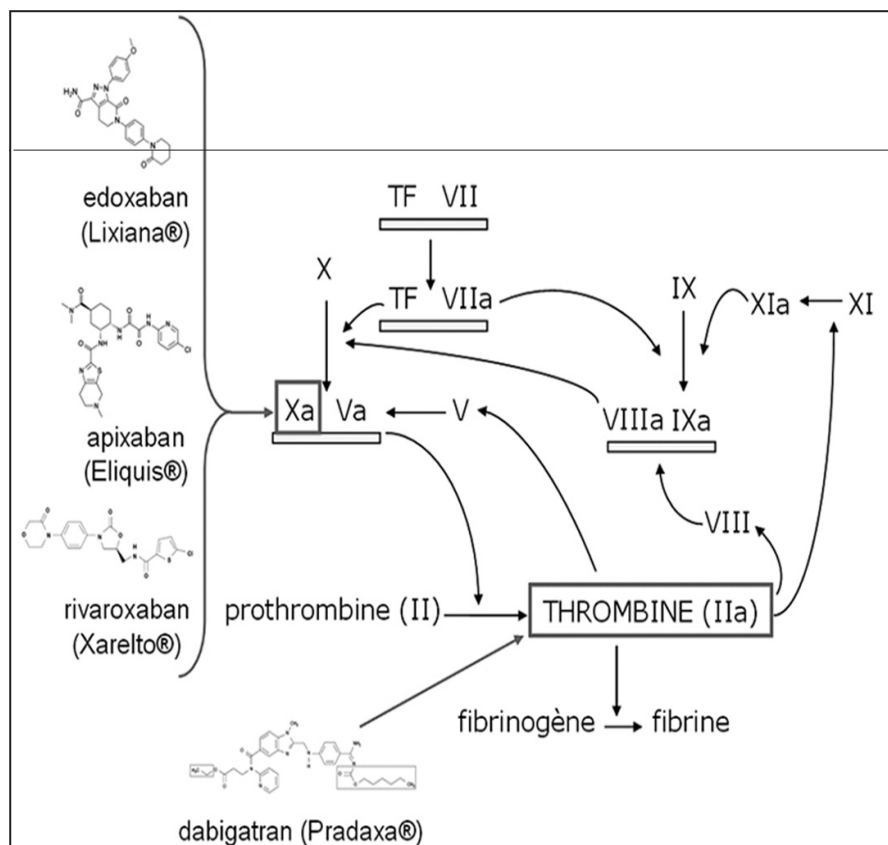 edoxaban
(Lixiana®)
apixaban
(Eliquis®)
rivaroxaban
(Xarelto®)
TF VII
X
TF VIIa
IX
XIa
XI
Xa
Va
V
VIIIa IXa
VIII
prothrombine (II)
THROMBINE (IIa)
fibrinogène
fibrine
dabigatran (Pradaxa®)